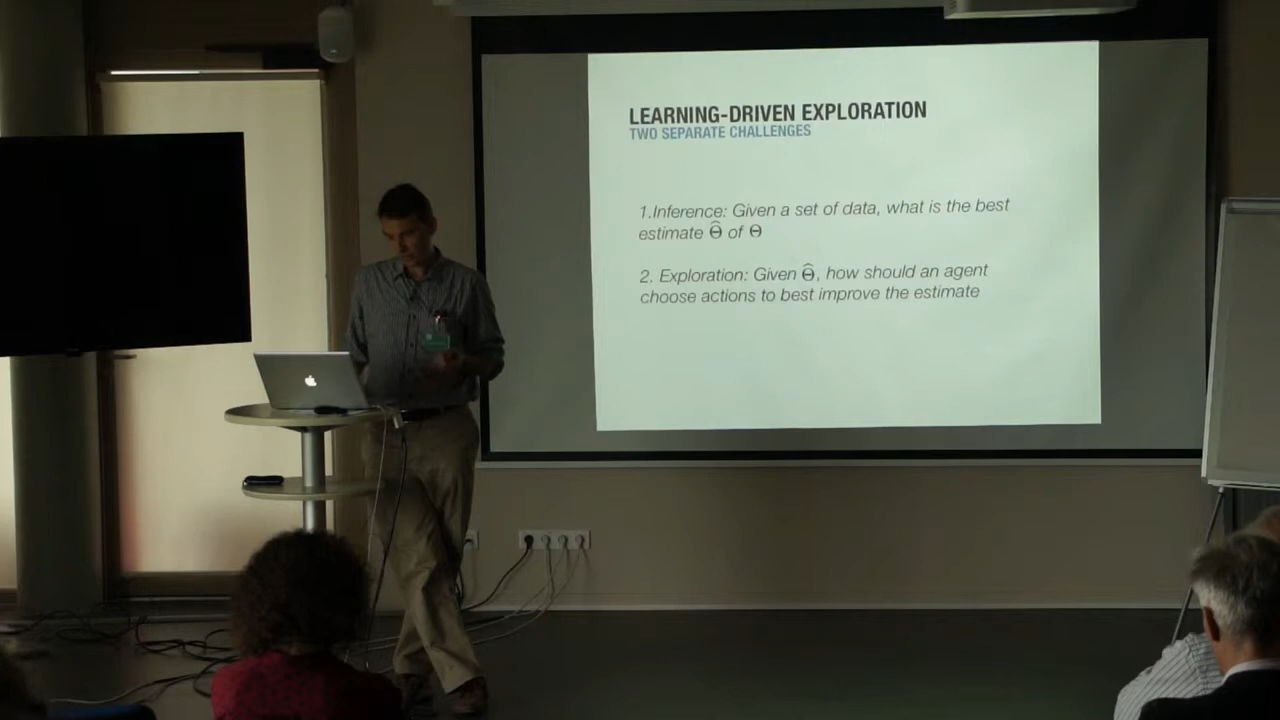 LEARNING-DRIVEN EXPLORATION
TWO SEPARATE CHALLENGES
1.Inference: Given a set of data, what is the best
estimate Θ̂ of Θ
2. Exploration: Given Θ̂, how should an agent
choose actions to best improve the estimate